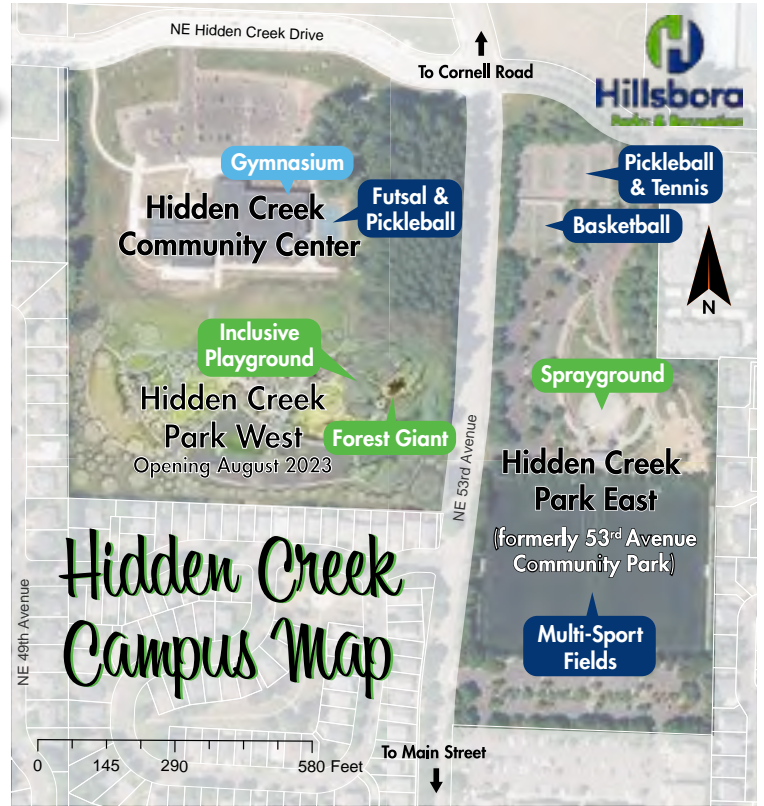 NE Hidden Creek Drive
To Cornell Road
Hillsbora
Parks & Recreation
Gymnasium
Hidden Creek
Community Center
Futsal &
Pickleball
Pickleball
& Tennis
Basketball
N
Inclusive
Playground
Hidden Creek
Park West
Opening August 2023
Forest Giant
Sprayground
NE 53rd Avenue
Hidden Creek
Park East
(formerly 53rd Avenue
Community Park)
Multi-Sport
Fields
Hidden Creek
Campus Map
NE 49th Avenue
0 145 290 580 Feet
To Main Street